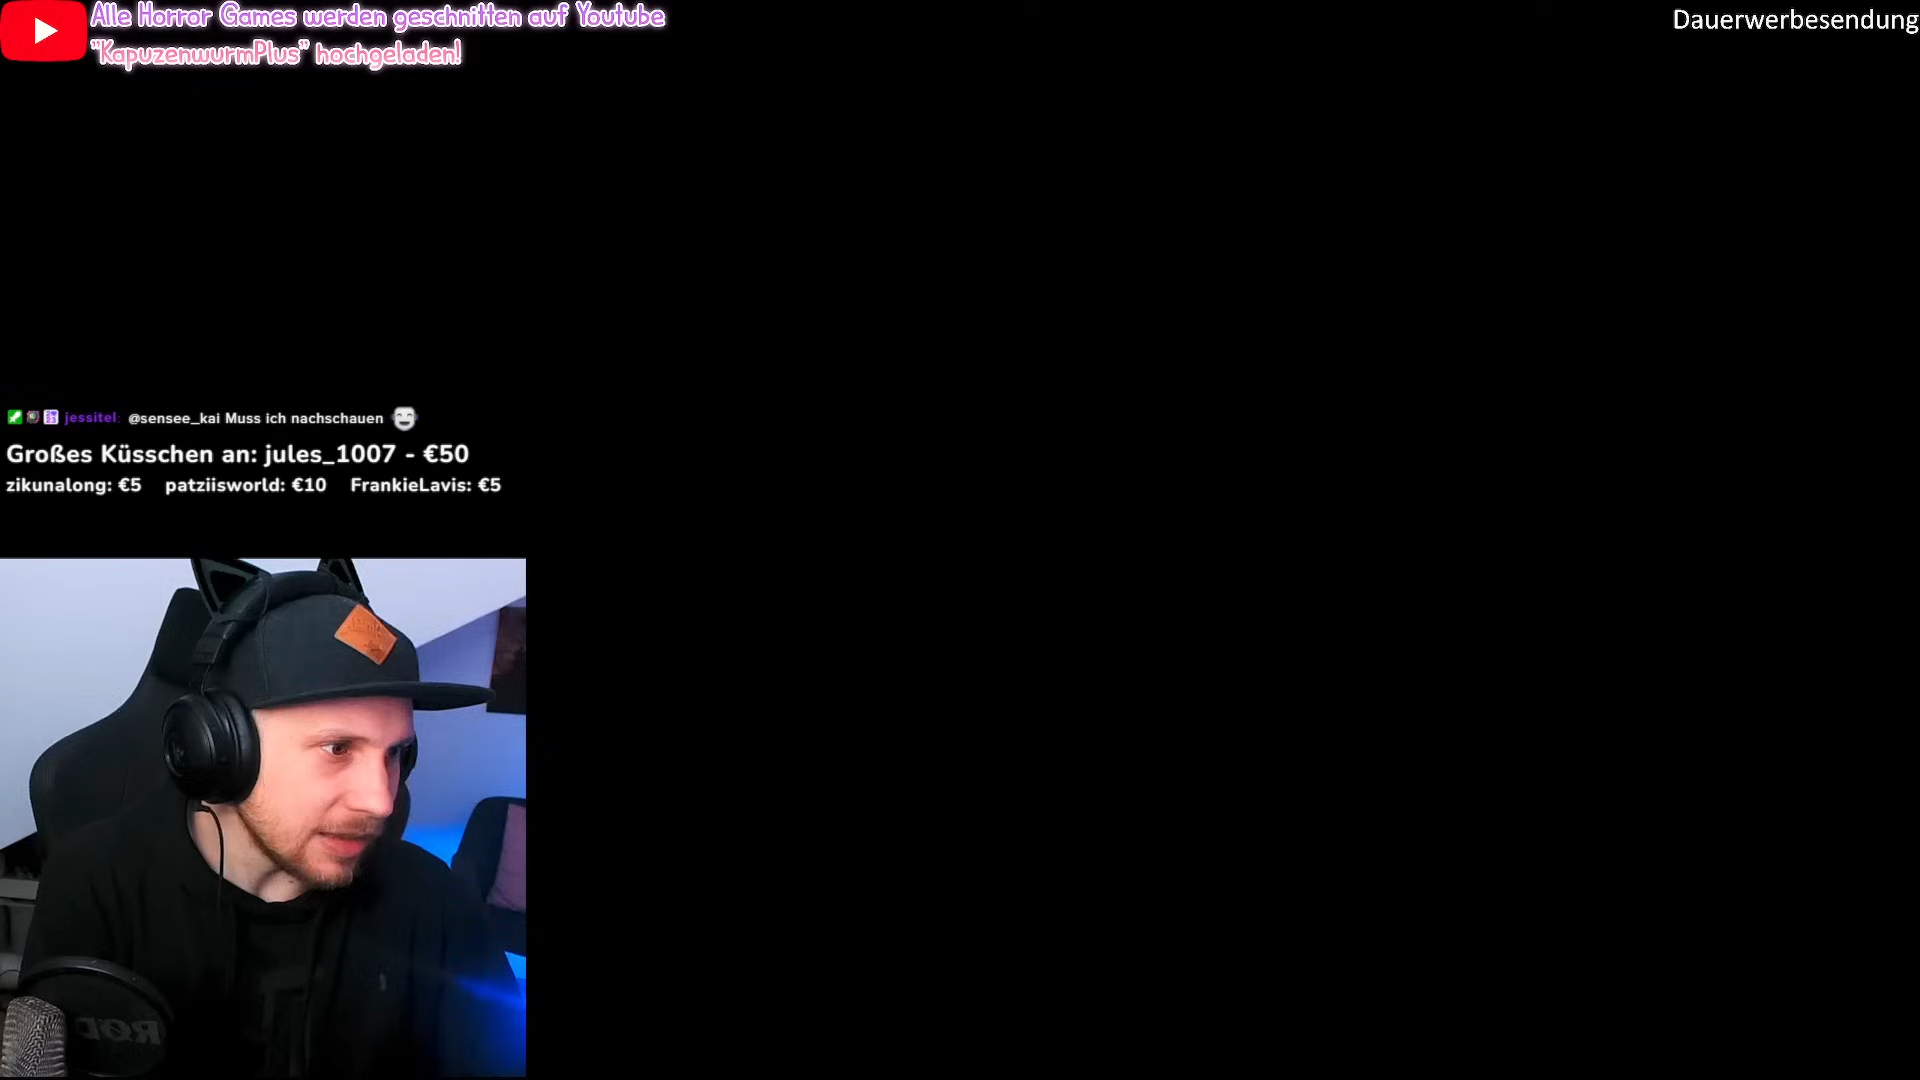 Alle Horror Games werden geschnitten auf Youtube
"KapuzenwurmPlus" hochgeladen!
Dauerwerbesendung
jessitel: @sensee_kai Muss ich nachschauen
Großes Küsschen an: jules_1007 - €50
zikunalong: €5 patziisworld: €10 FrankieLavis: €5
RØDE